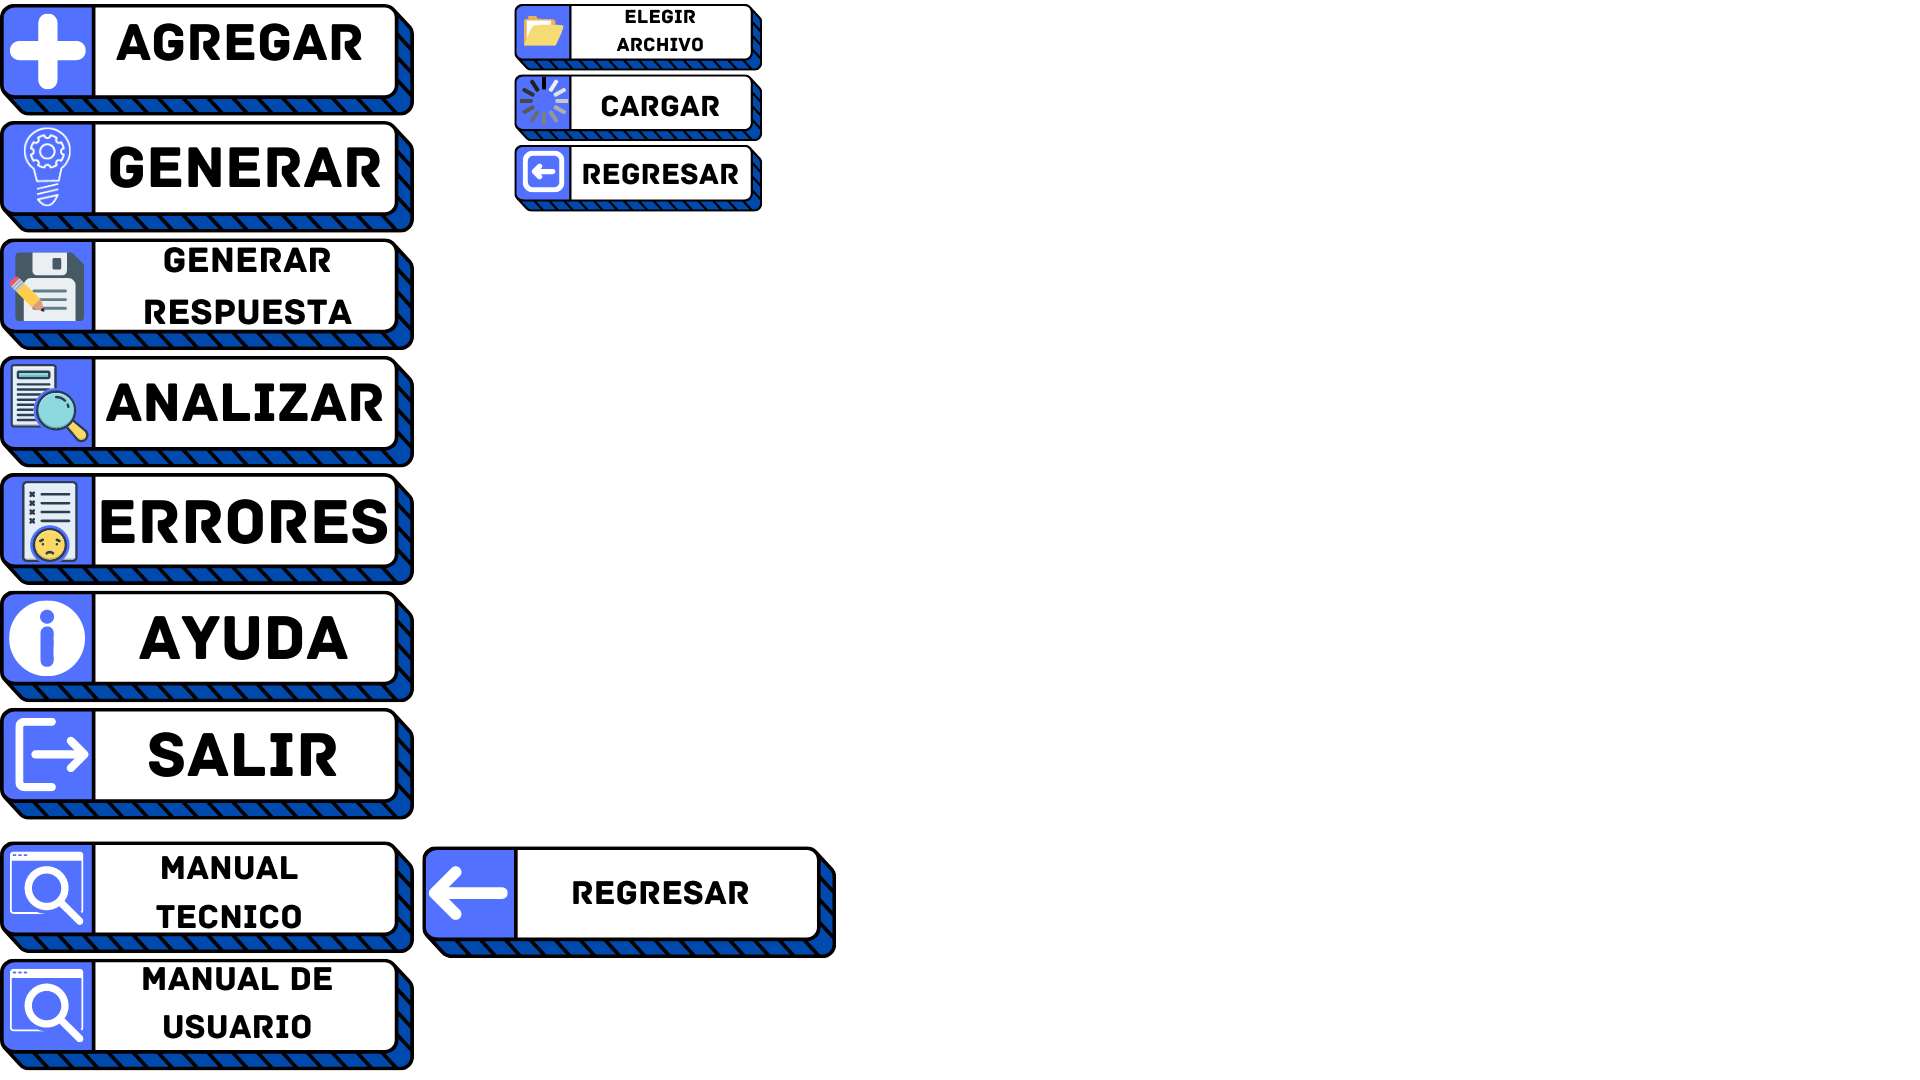 AGREGAR
GENERAR
GENERAR
RESPUESTA
ANALIZAR
ERRORES
AYUDA
SALIR
MANUAL
TECNICO
MANUAL DE
USUARIO
ELEGIR
ARCHIVO
CARGAR
REGRESAR
REGRESAR